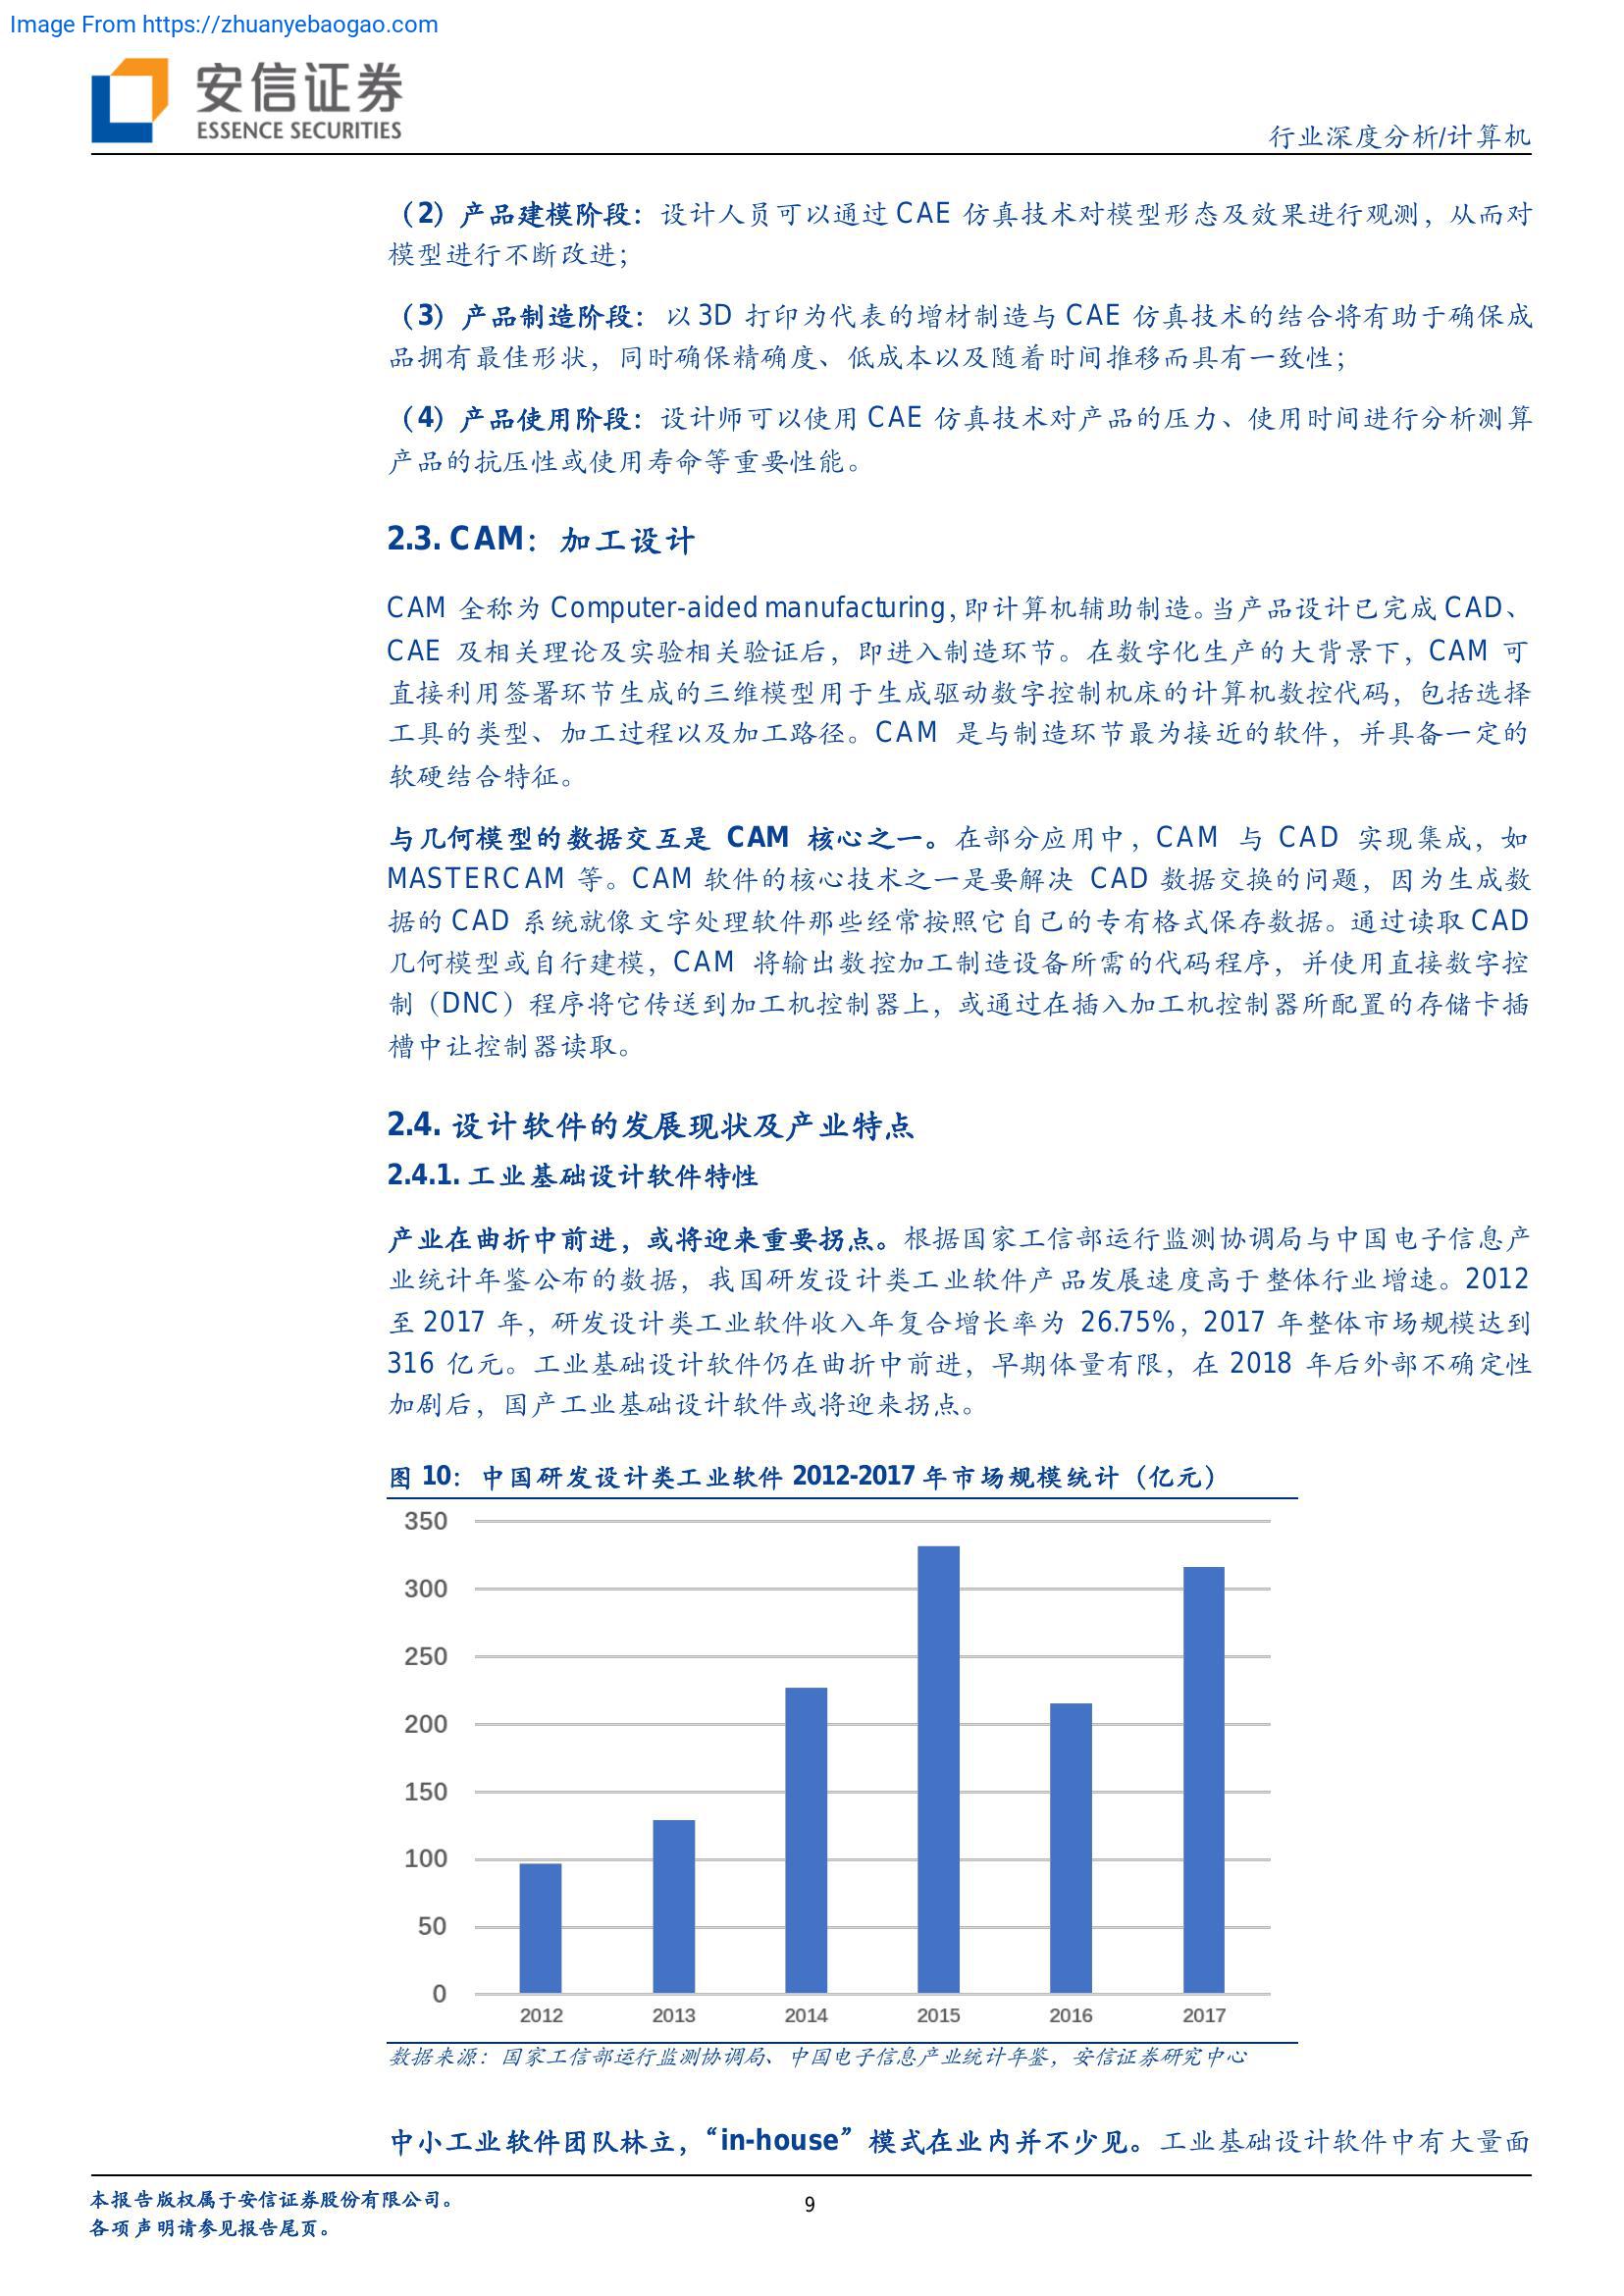 Image From https://zhuanyebaogao.com
安信证券
ESSENCE SECURITIES
行业深度分析/计算机
（2）产品建模阶段：设计人员可以通过 CAE 仿真技术对模型形态及效果进行观测，从而对
模型进行不断改进；
（3）产品制造阶段：以 3D 打印为代表的增材制造与 CAE 仿真技术的结合将有助于确保成
品拥有最佳形状，同时确保精确度、低成本以及随着时间推移而具有一致性；
（4）产品使用阶段：设计师可以使用 CAE 仿真技术对产品的压力、使用时间进行分析测算
产品的抗压性或使用寿命等重要性能。
2.3. CAM：加工设计
CAM 全称为 Computer-aided manufacturing，即计算机辅助制造。当产品设计已完成 CAD、
CAE 及相关理论及实验相关验证后，即进入制造环节。在数字化生产的大背景下，CAM 可
直接利用签署环节生成的三维模型用于生成驱动数字控制机床的计算机数控代码，包括选择
工具的类型、加工过程以及加工路径。CAM 是与制造环节最为接近的软件，并具备一定的
软硬结合特征。
与几何模型的数据交互是 CAM 核心之一。在部分应用中，CAM 与 CAD 实现集成，如
MASTERCAM 等。CAM 软件的核心技术之一是要解决 CAD 数据交换的问题，因为生成数
据的 CAD 系统就像文字处理软件那些经常按照它自己的专有格式保存数据。通过读取 CAD
几何模型或自行建模，CAM 将输出数控加工制造设备所需的代码程序，并使用直接数字控
制（DNC）程序将它传送到加工机控制器上，或通过在插入加工机控制器所配置的存储卡插
槽中让控制器读取。
2.4. 设计软件的发展现状及产业特点
2.4.1. 工业基础设计软件特性
产业在曲折中前进，或将迎来重要拐点。根据国家工信部运行监测协调局与中国电子信息产
业统计年鉴公布的数据，我国研发设计类工业软件产品发展速度高于整体行业增速。2012
至 2017 年，研发设计类工业软件收入年复合增长率为 26.75%，2017 年整体市场规模达到
316 亿元。工业基础设计软件仍在曲折中前进，早期体量有限，在 2018 年后外部不确定性
加剧后，国产工业基础设计软件或将迎来拐点。
图 10：中国研发设计类工业软件 2012-2017 年市场规模统计（亿元）
350
300
250
200
150
100
50
0
2012 2013 2014 2015 2016 2017
数据来源：国家工信部运行监测协调局、中国电子信息产业统计年鉴，安信证券研究中心
中小工业软件团队林立，“in-house”模式在业内并不少见。工业基础设计软件中有大量面
本报告版权属于安信证券股份有限公司。
9
各项声明请参见报告尾页。